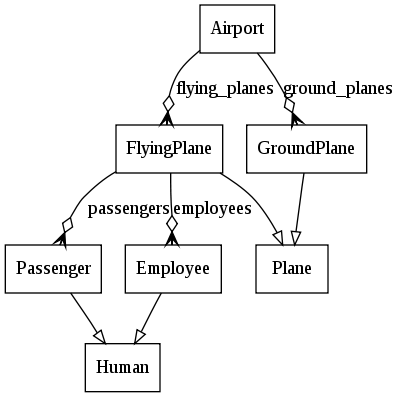 Airport
flying_planes
ground_planes
FlyingPlane
GroundPlane
passengers
employees
Passenger
Employee
Plane
Human